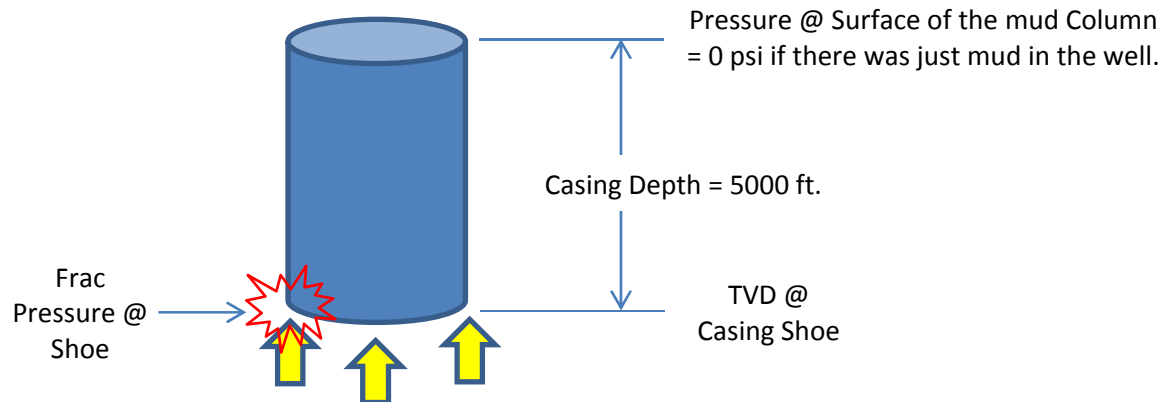 Pressure @ Surface of the mud Column
= 0 psi if there was just mud in the well.
Casing Depth = 5000 ft.
Frac
Pressure @
Shoe
TVD @
Casing Shoe